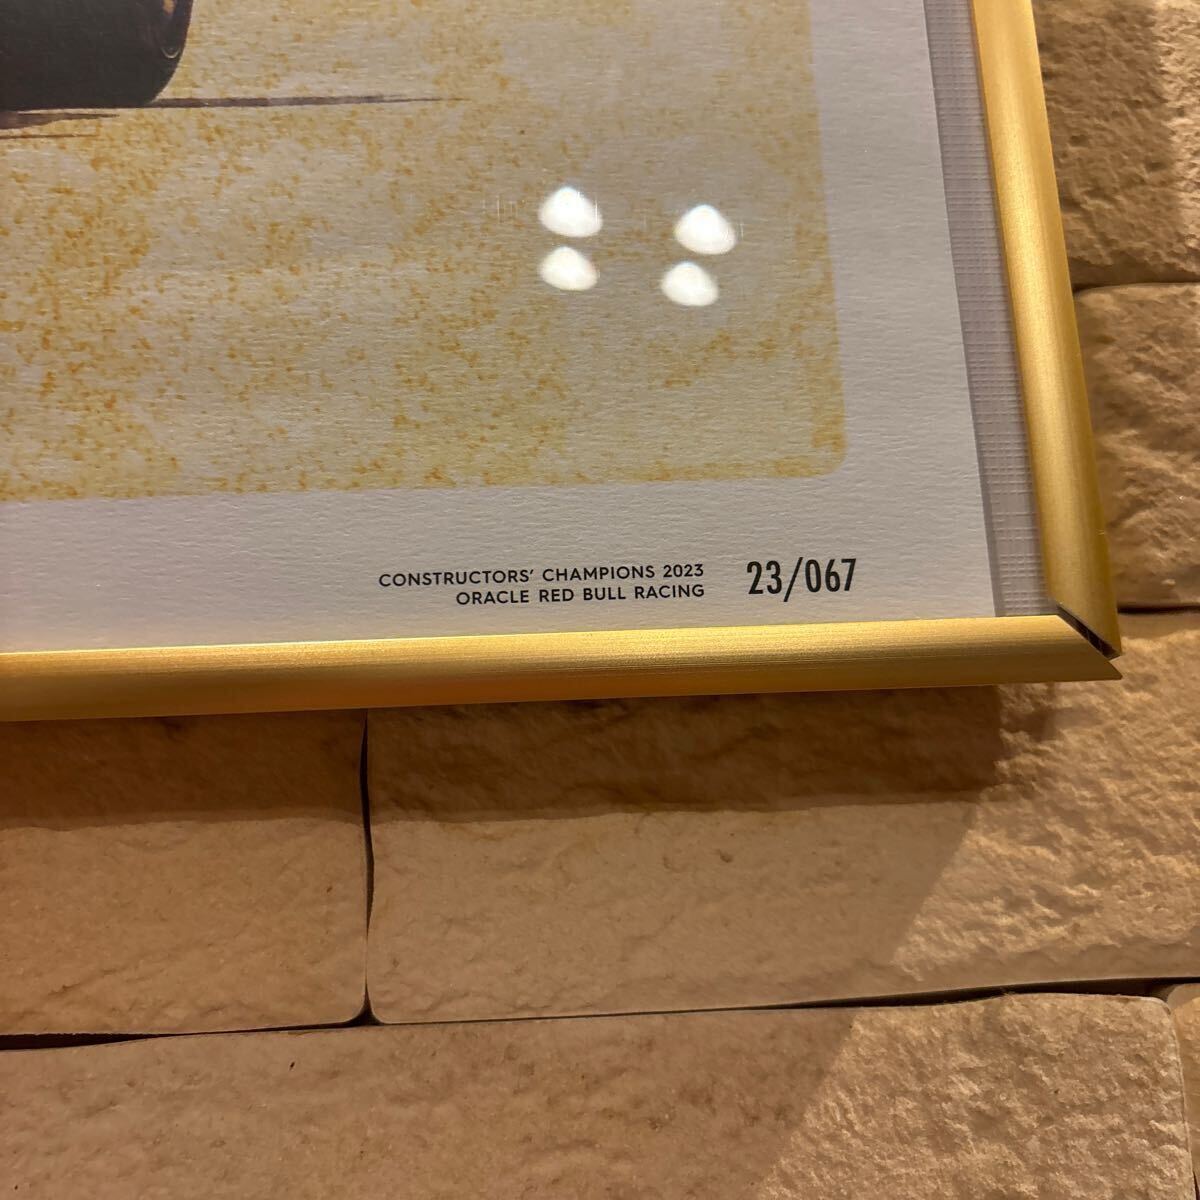 CONSTRUCTORS' CHAMPIONS 2023
ORACLE RED BULL RACING
23/067